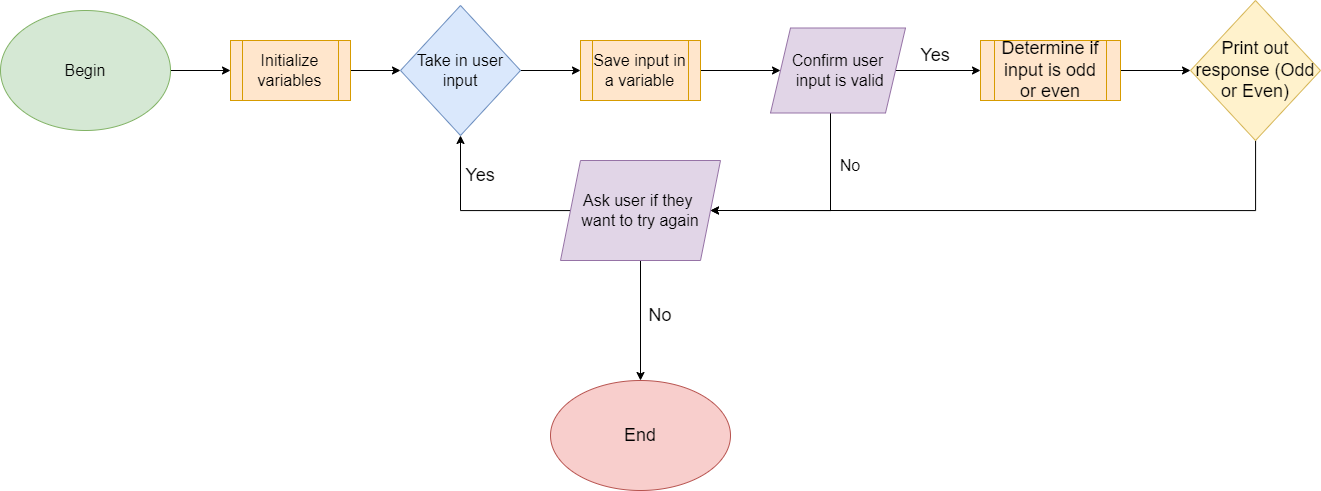 Begin
Initialize
variables
Take in user
input
Save input in
a variable
Confirm user
input is valid
Yes
Determine if
input is odd
or even
Print out
response (Odd
or Even)
No
Yes
Ask user if they
want to try again
No
End